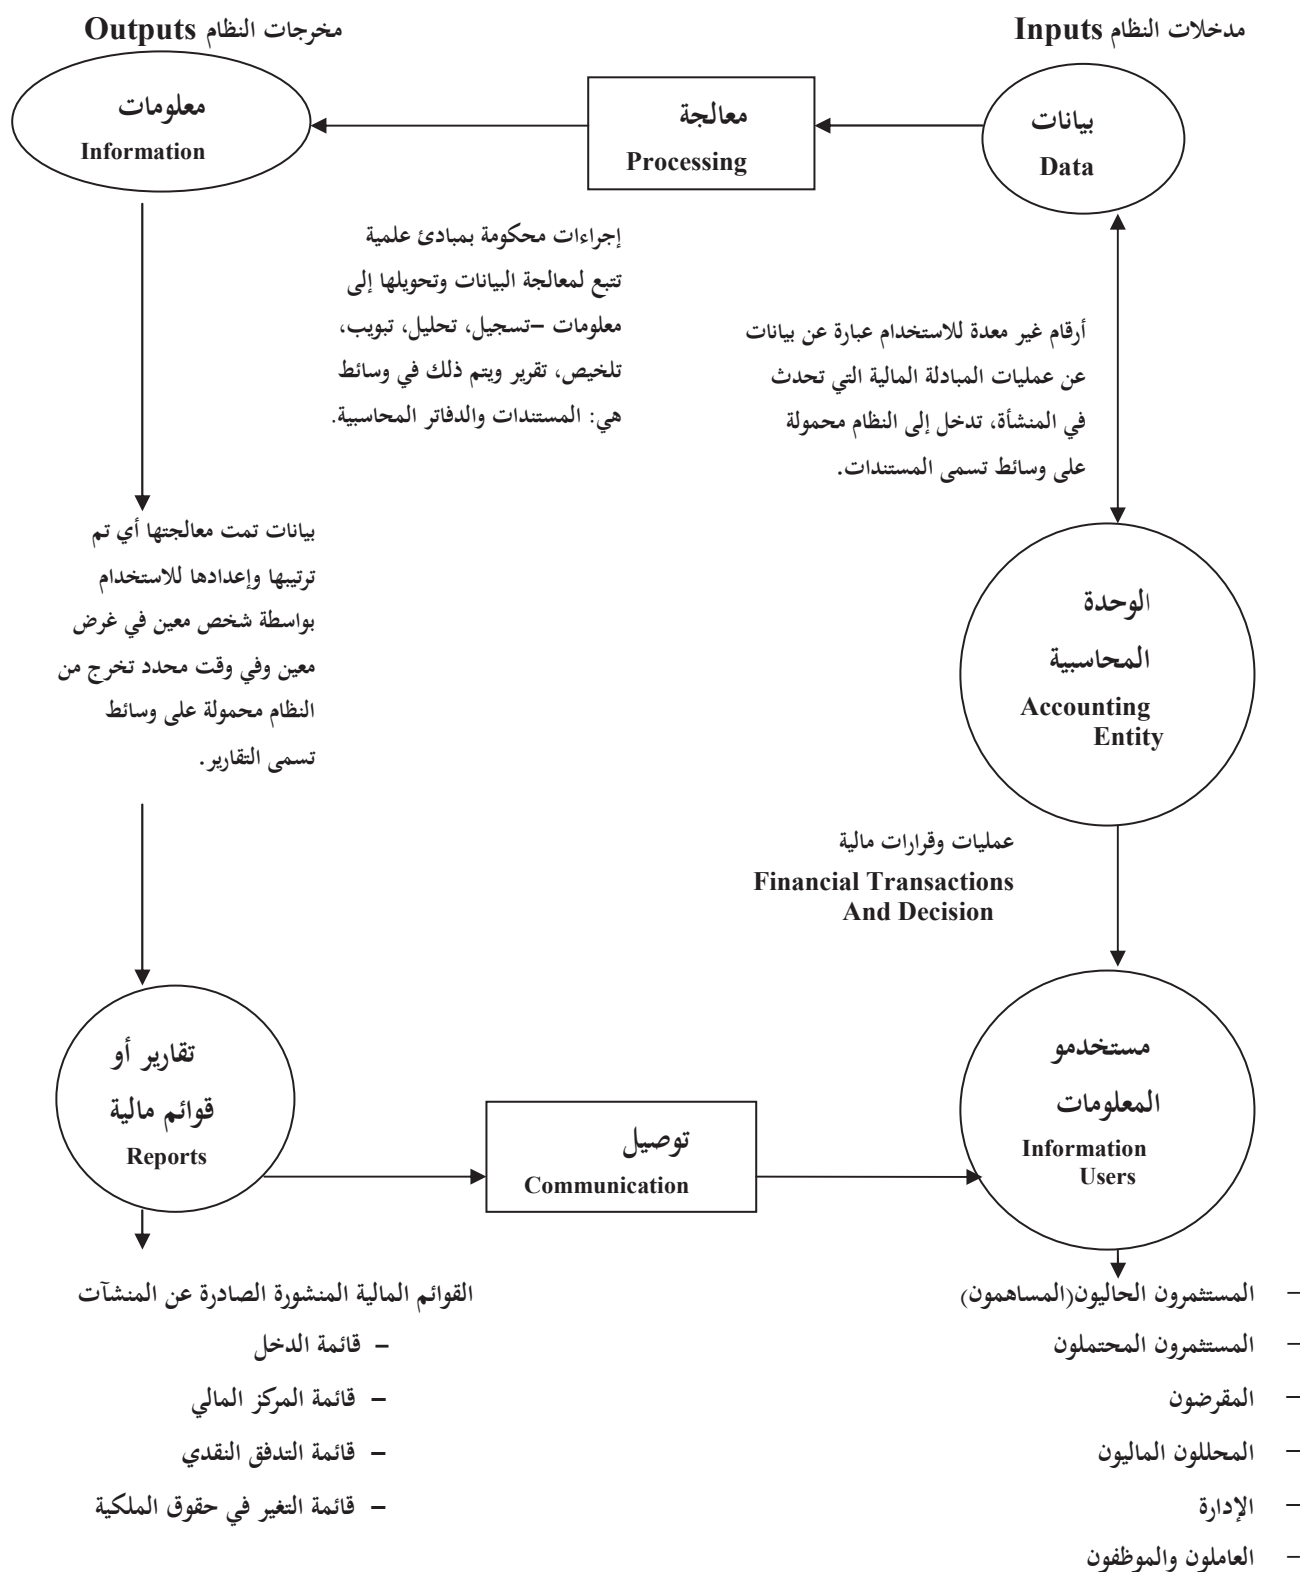 مدخلات النظام Inputs
مخرجات النظام Outputs
بيانات
Data
معالجة
Processing
معلومات
Information
أرقام غير معدة للاستخدام عبارة عن بيانات
عن عمليات المبادلة المالية التي تحدث
في المنشأة، تدخل إلى النظام محمولة
على وسائط تسمى المستندات.
إجراءات محكومة بمبادئ علمية
تتبع لمعالجة البيانات وتحويلها إلى
معلومات –تسجيل، تحليل، تبويب،
تلخيص، تقرير ويتم ذلك في وسائط
هي: المستندات والدفاتر المحاسبية.
بيانات تمت معالجتها أي تم
ترتيبها وإعدادها للاستخدام
بواسطة شخص معين في غرض
معين وفي وقت محدد تخرج من
النظام محمولة على وسائط
تسمى التقارير.
الوحدة
المحاسبية
Accounting
Entity
عمليات وقرارات مالية
Financial Transactions
And Decision
مستخدمو
المعلومات
Information
Users
توصيل
Communication
تقارير أو
قوائم مالية
Reports
– المستثمرون الحاليون(المساهمون)
– المستثمرون المحتملون
– المقرضون
– المحللون الماليون
– الإدارة
– العاملون والموظفون
القوائم المالية المنشورة الصادرة عن المنشآت
– قائمة الدخل
– قائمة المركز المالي
– قائمة التدفق النقدي
– قائمة التغير في حقوق الملكية